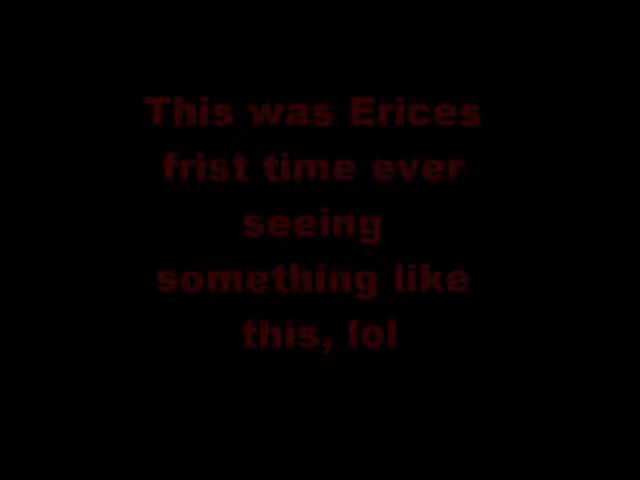 This was Erices
frist time ever
seeing
something like
this, lol